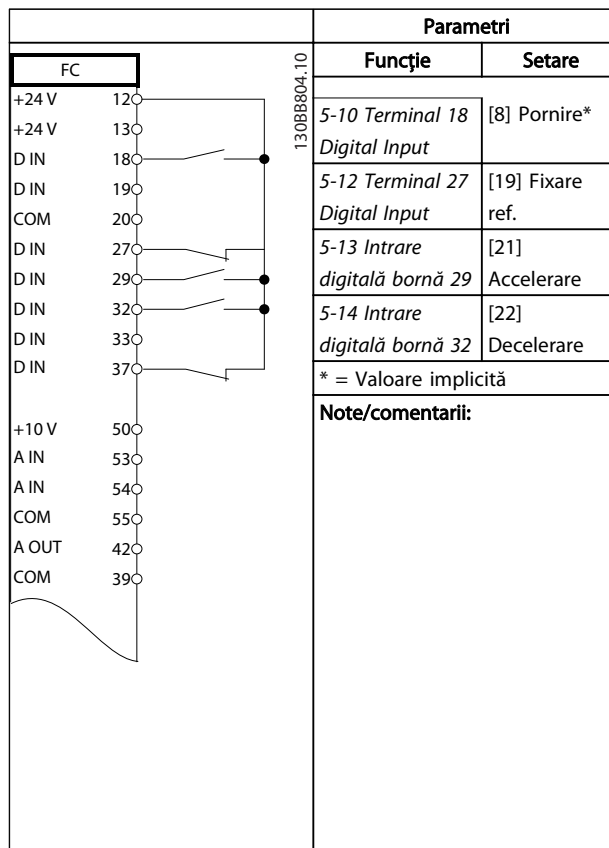 Parametri
FC
130BB804.10
Funcție Setare
+24 V 12
+24 V 13
D IN 18
D IN 19
COM 20
D IN 27
D IN 29
D IN 32
D IN 33
D IN 37
+10 V 50
A IN 53
A IN 54
COM 55
A OUT 42
COM 39
5-10 Terminal 18 [8] Pornire*
Digital Input
5-12 Terminal 27 [19] Fixare
Digital Input ref.
5-13 Intrare [21]
digitală bornă 29 Accelerare
5-14 Intrare [22]
digitală bornă 32 Decelerare
* = Valoare implicită
Note/comentarii: